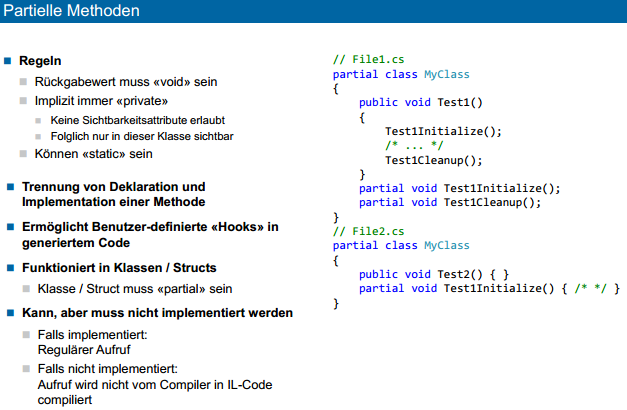 Partielle Methoden
Regeln
Rückgabewert muss «void» sein
Implizit immer «private»
Keine Sichtbarkeitsattribute erlaubt
Folglich nur in dieser Klasse sichtbar
Können «static» sein
Trennung von Deklaration und
Implementation einer Methode
Ermöglicht Benutzer-definierte «Hooks» in
generiertem Code
Funktioniert in Klassen / Structs
Klasse / Struct muss «partial» sein
Kann, aber muss nicht implementiert werden
Falls implementiert:
Regulärer Aufruf
Falls nicht implementiert:
Aufruf wird nicht vom Compiler in IL-Code
compiliert
// File1.cs
partial class MyClass
{
    public void Test1()
    {
        Test1Initialize();
        /* ... */
        Test1Cleanup();
    }
    partial void Test1Initialize();
    partial void Test1Cleanup();
}
// File2.cs
partial class MyClass
{
    public void Test2() { }
    partial void Test1Initialize() { /* */ }
}